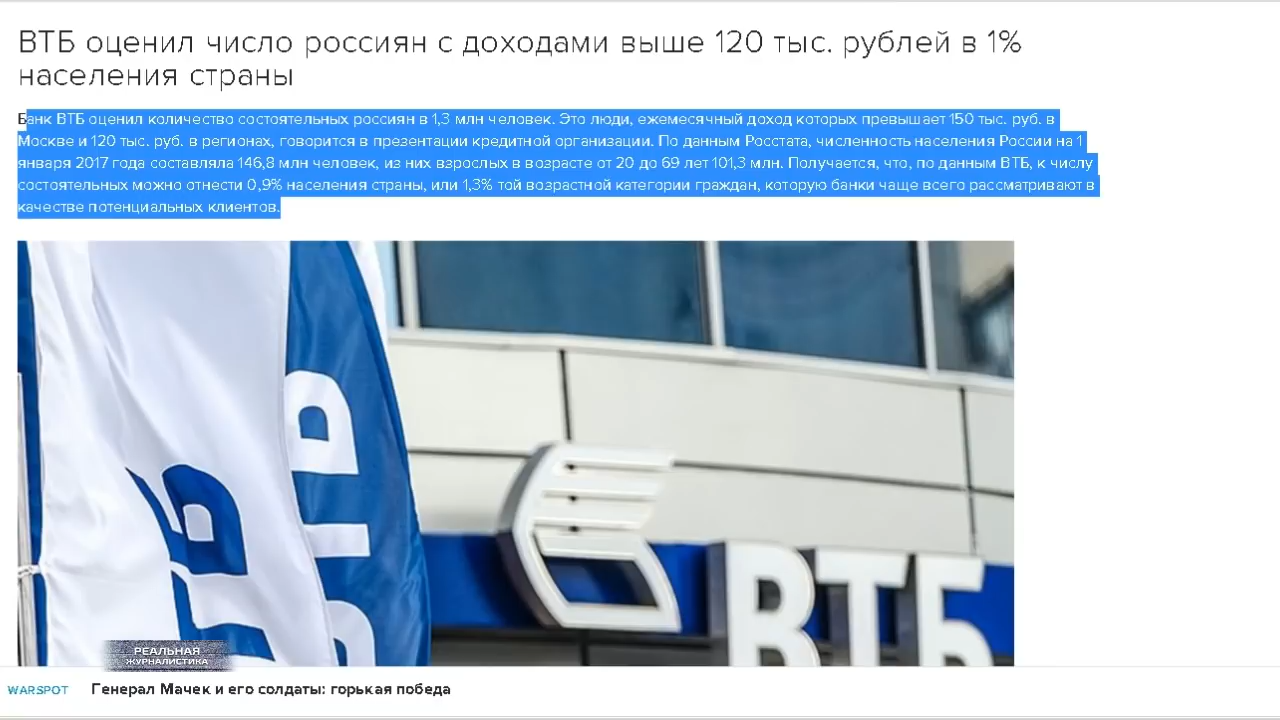 ВТБ оценил число россиян с доходами выше 120 тыс. рублей в 1%
населения страны
Банк ВТБ оценил количество состоятельных россиян в 1,3 млн человек. Это люди, ежемесячный доход которых превышает 150 тыс. руб. в
Москве и 120 тыс. руб. в регионах, говорится в презентации кредитной организации. По данным Росстата, численность населения России на 1
января 2017 года составляла 146,8 млн человек, из них взрослых в возрасте от 20 до 69 лет 101,3 млн. Получается, что, по данным ВТБ, к числу
состоятельных можно отнести 0,9% населения страны, или 1,3% той возрастной категории граждан, которую банки чаще всего рассматривают в
качестве потенциальных клиентов.
ВТБ
РЕАЛЬНАЯ
ЖУРНАЛИСТИКА
WARSPOT Генерал Мачек и его солдаты: горькая победа